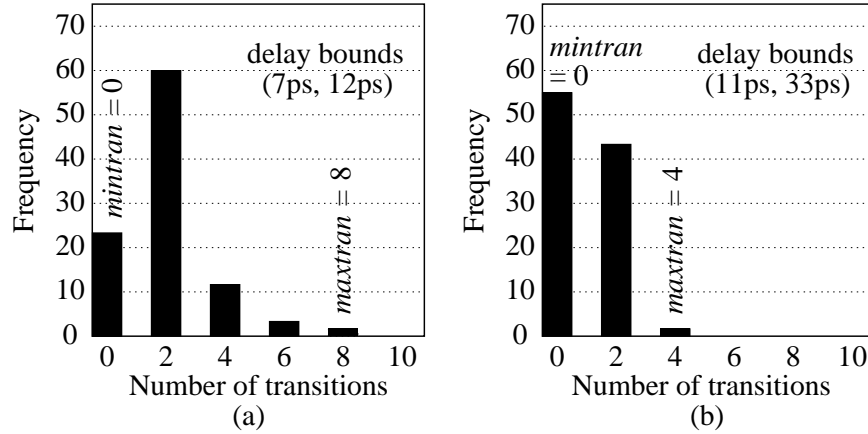 70
60
50
40
30
20
10
0
Frequency
mintran = 0
delay bounds
(7ps, 12ps)
maxtran = 8
0 2 4 6 8 10
Number of transitions
(a)
70
60
50
40
30
20
10
0
Frequency
mintran
= 0
delay bounds
(11ps, 33ps)
maxtran = 4
0 2 4 6 8 10
Number of transitions
(b)